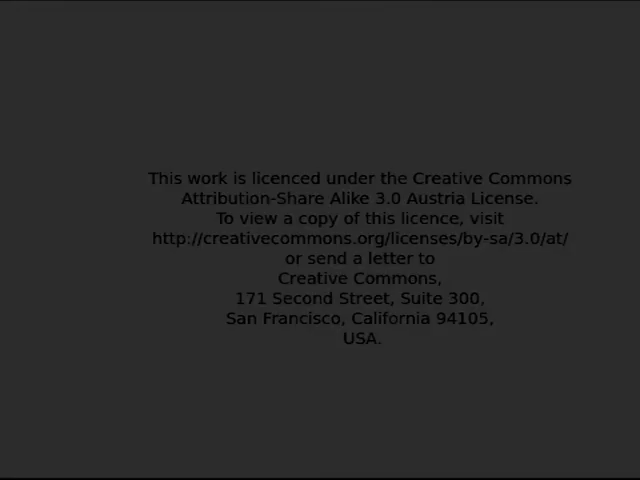 This work is licenced under the Creative Commons
Attribution-Share Alike 3.0 Austria License.
To view a copy of this licence, visit
http://creativecommons.org/licenses/by-sa/3.0/at/
or send a letter to
Creative Commons,
171 Second Street, Suite 300,
San Francisco, California 94105,
USA.